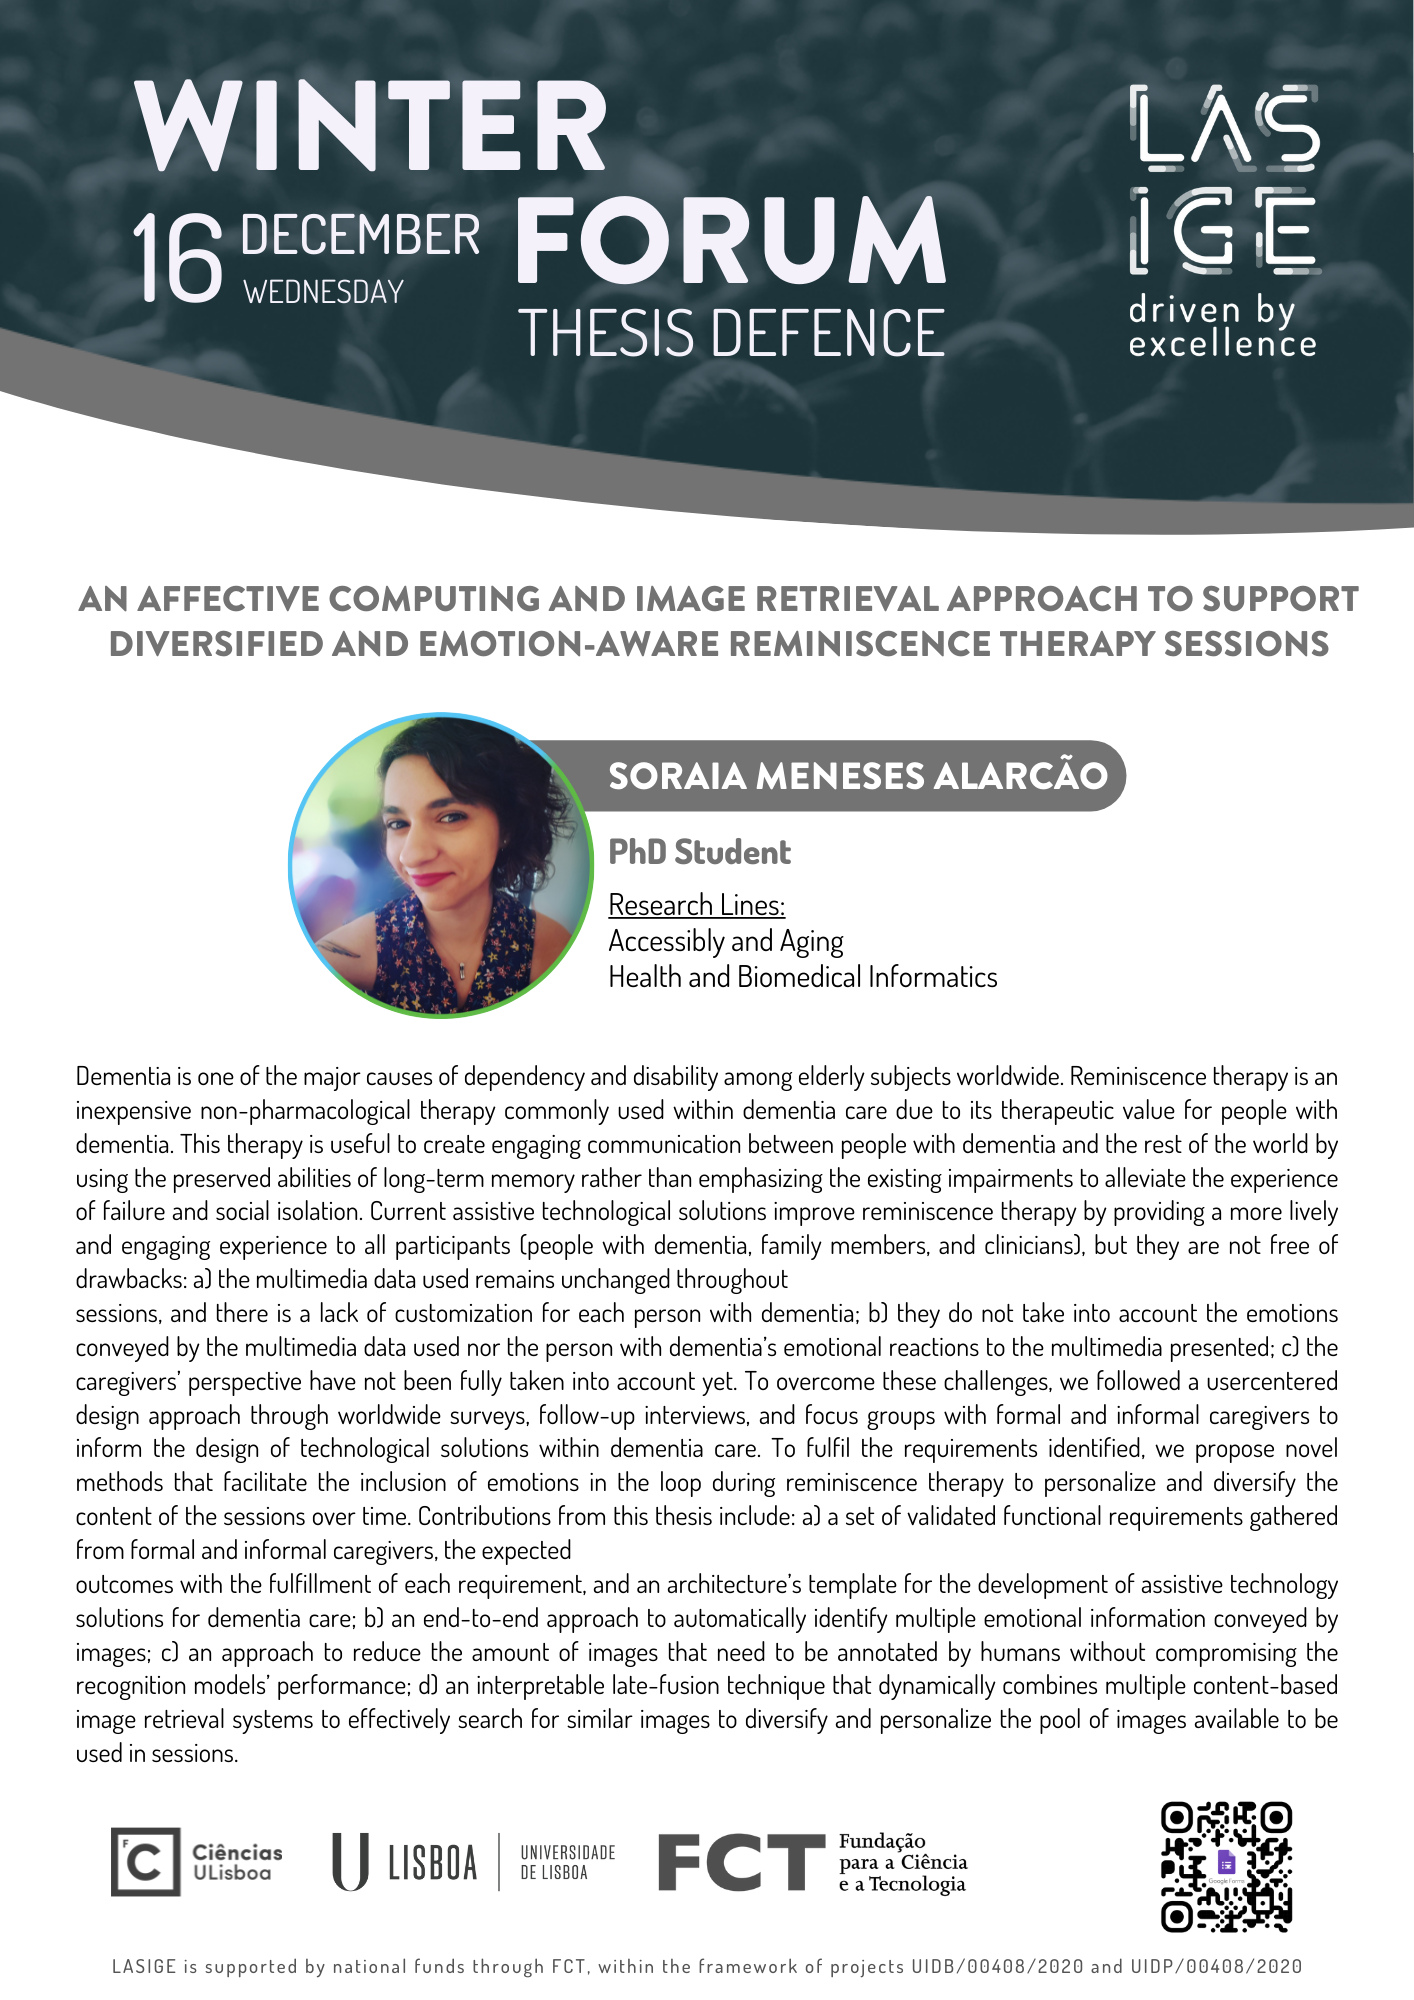 WINTER
FORUM
16 DECEMBER
WEDNESDAY
THESIS DEFENCE
LAS
IGE
driven by
excellence
AN AFFECTIVE COMPUTING AND IMAGE RETRIEVAL APPROACH TO SUPPORT
DIVERSIFIED AND EMOTION-AWARE REMINISCENCE THERAPY SESSIONS
SORAIA MENESES ALARCÃO
PhD Student
Research Lines:
Accessibly and Aging
Health and Biomedical Informatics
Dementia is one of the major causes of dependency and disability among elderly subjects worldwide. Reminiscence therapy is an
inexpensive non-pharmacological therapy commonly used within dementia care due to its therapeutic value for people with
dementia. This therapy is useful to create engaging communication between people with dementia and the rest of the world by
using the preserved abilities of long-term memory rather than emphasizing the existing impairments to alleviate the experience
of failure and social isolation. Current assistive technological solutions improve reminiscence therapy by providing a more lively
and engaging experience to all participants (people with dementia, family members, and clinicians), but they are not free of
drawbacks: a) the multimedia data used remains unchanged throughout
sessions, and there is a lack of customization for each person with dementia; b) they do not take into account the emotions
conveyed by the multimedia data used nor the person with dementia’s emotional reactions to the multimedia presented; c) the
caregivers’ perspective have not been fully taken into account yet. To overcome these challenges, we followed a usercentered
design approach through worldwide surveys, follow-up interviews, and focus groups with formal and informal caregivers to
inform the design of technological solutions within dementia care. To fulfil the requirements identified, we propose novel
methods that facilitate the inclusion of emotions in the loop during reminiscence therapy to personalize and diversify the
content of the sessions over time. Contributions from this thesis include: a) a set of validated functional requirements gathered
from formal and informal caregivers, the expected
outcomes with the fulfillment of each requirement, and an architecture’s template for the development of assistive technology
solutions for dementia care; b) an end-to-end approach to automatically identify multiple emotional information conveyed by
images; c) an approach to reduce the amount of images that need to be annotated by humans without compromising the
recognition models’ performance; d) an interpretable late-fusion technique that dynamically combines multiple content-based
image retrieval systems to effectively search for similar images to diversify and personalize the pool of images available to be
used in sessions.
F
C
Ciências
ULisboa
U LISBOA
UNIVERSIDADE
DE LISBOA
FCT
Fundação
para a Ciência
e a Tecnologia
Google Forms
LASIGE is supported by national funds through FCT, within the framework of projects UIDB/00408/2020 and UIDP/00408/2020